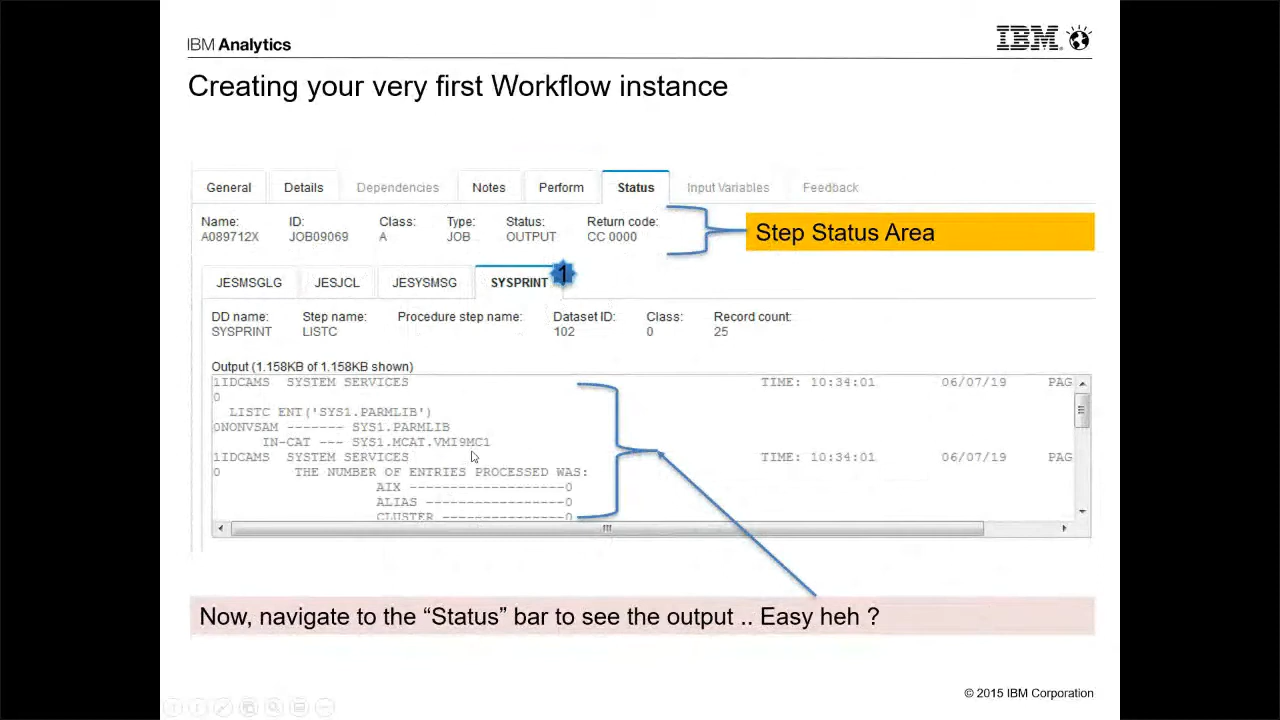 IBM Analytics
IBM
Creating your very first Workflow instance
General Details Dependencies Notes Perform Status Input Variables Feedback
Name: ID: Class: Type: Status: Return code:
A089712X JOB09069 A JOB OUTPUT CC 0000
Step Status Area
1
JESMSGLG JESJCL JESYSMSG SYSPRINT
DD name: Step name: Procedure step name: Dataset ID: Class: Record count:
SYSPRINT LISTC 102 0 25
Output (1.158KB of 1.158KB shown)
1IDCAMS SYSTEM SERVICES TIME: 10:34:01 06/07/19 PAG
0
LISTC ENT('SYS1.PARMLIB')
0NONVSAM ------- SYS1.PARMLIB
IN-CAT --- SYS1.MCAT.VMI9MC1
1IDCAMS SYSTEM SERVICES TIME: 10:34:01 06/07/19 PAG
0 THE NUMBER OF ENTRIES PROCESSED WAS:
AIX -------------------0
ALIAS -----------------0
CLUSTER ---------------0
Now, navigate to the “Status” bar to see the output .. Easy heh ?
© 2015 IBM Corporation